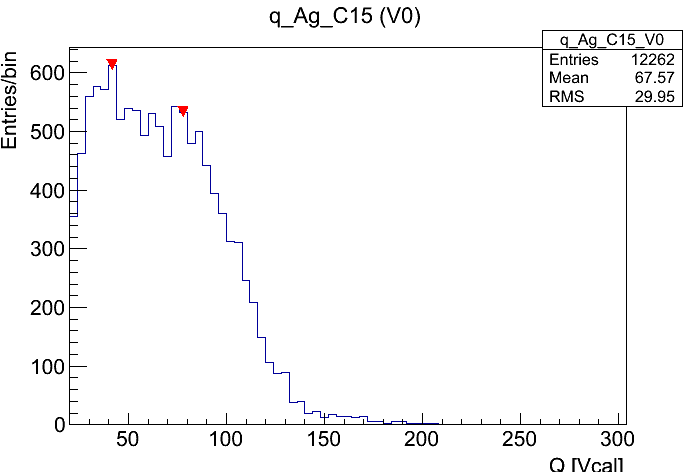 q_Ag_C15 (V0)
q_Ag_C15_V0
Entries 12262
Mean 67.57
RMS 29.95
Entries/bin
600
500
400
300
200
100
0
50 100 150 200 250 300
Q [Vcal]